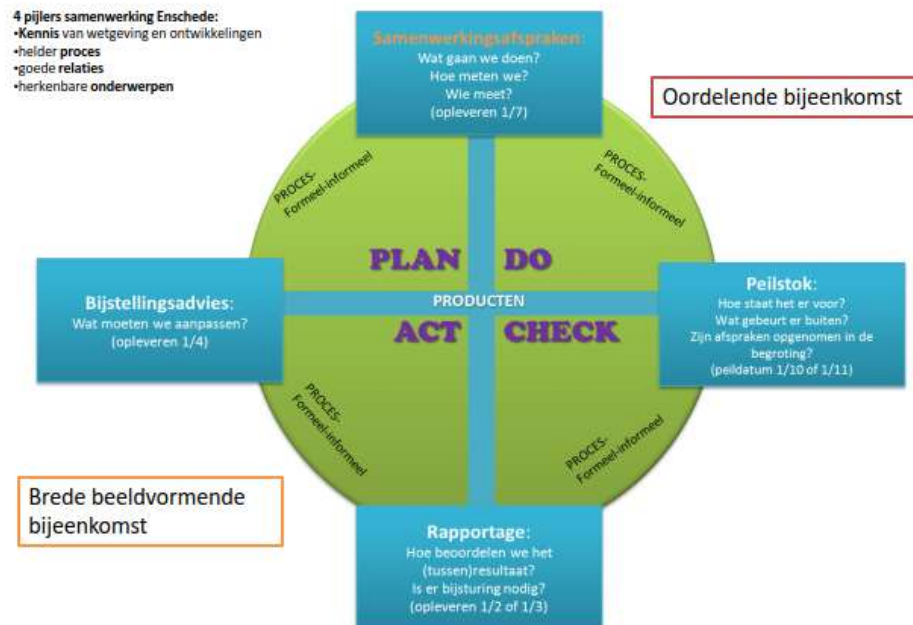 4 pijlers samenwerking Enschede:
•Kennis van wetgeving en ontwikkelingen
•helder proces
•goede relaties
•herkenbare onderwerpen
Samenwerkingsafspraken:
Wat gaan we doen?
Hoe meten we?
Wie meet?
(opleveren 1/7)
Oordelende bijeenkomst
PROCES-
Formeel-informeel
PROCES-
Formeel-informeel
PLAN
DO
Bijstellingsadvies:
Wat moeten we aanpassen?
(opleveren 1/4)
PRODUCTEN
Peilstok:
Hoe staat het er voor?
Wat gebeurt er buiten?
Zijn afspraken opgenomen in de
begroting?
(peildatum 1/10 of 1/11)
ACT
CHECK
PROCES-
Formeel-informeel
PROCES-
Formeel-informeel
Brede beeldvormende
bijeenkomst
Rapportage:
Hoe beoordelen we het
(tussen)resultaat?
Is er bijsturing nodig?
(opleveren 1/2 of 1/3)